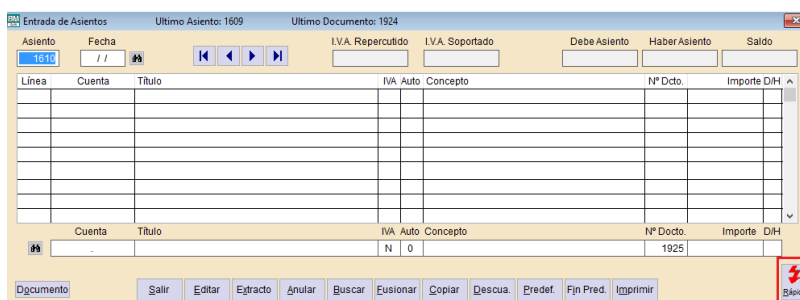 Entrada de Asientos Ultimo Asiento: 1609 Ultimo Documento: 1924
Asiento Fecha I.V.A. Repercutido I.V.A. Soportado Debe Asiento Haber Asiento Saldo
1610 / /
Línea Cuenta Título IVA Auto Concepto Nº Dcto. Importe D/H
Cuenta Título IVA Auto Concepto Nº Docto. Importe D/H
. N 0 1925
Documento Salir Editar Extracto Anular Buscar Fusionar Copiar Descua. Predef. Fin Pred. Imprimir